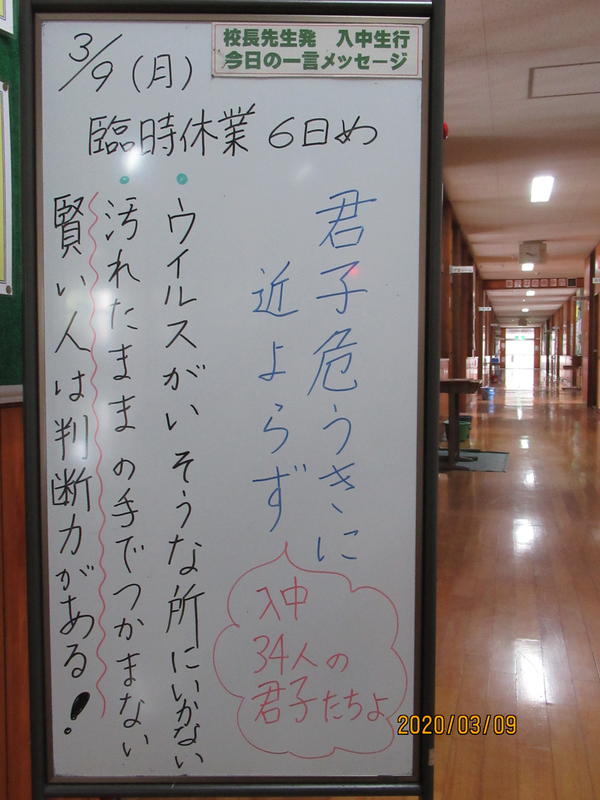 校長先生発 入中生行
今日の一言メッセージ
3/9(月)
臨時休業 6日め
君子危うきに
近よらず
入中
34人の
君子たちよ
・ウイルスがいそうな所にいかない
・汚れたままの手でつかまない
賢い人は判断力がある!
2020/03/09